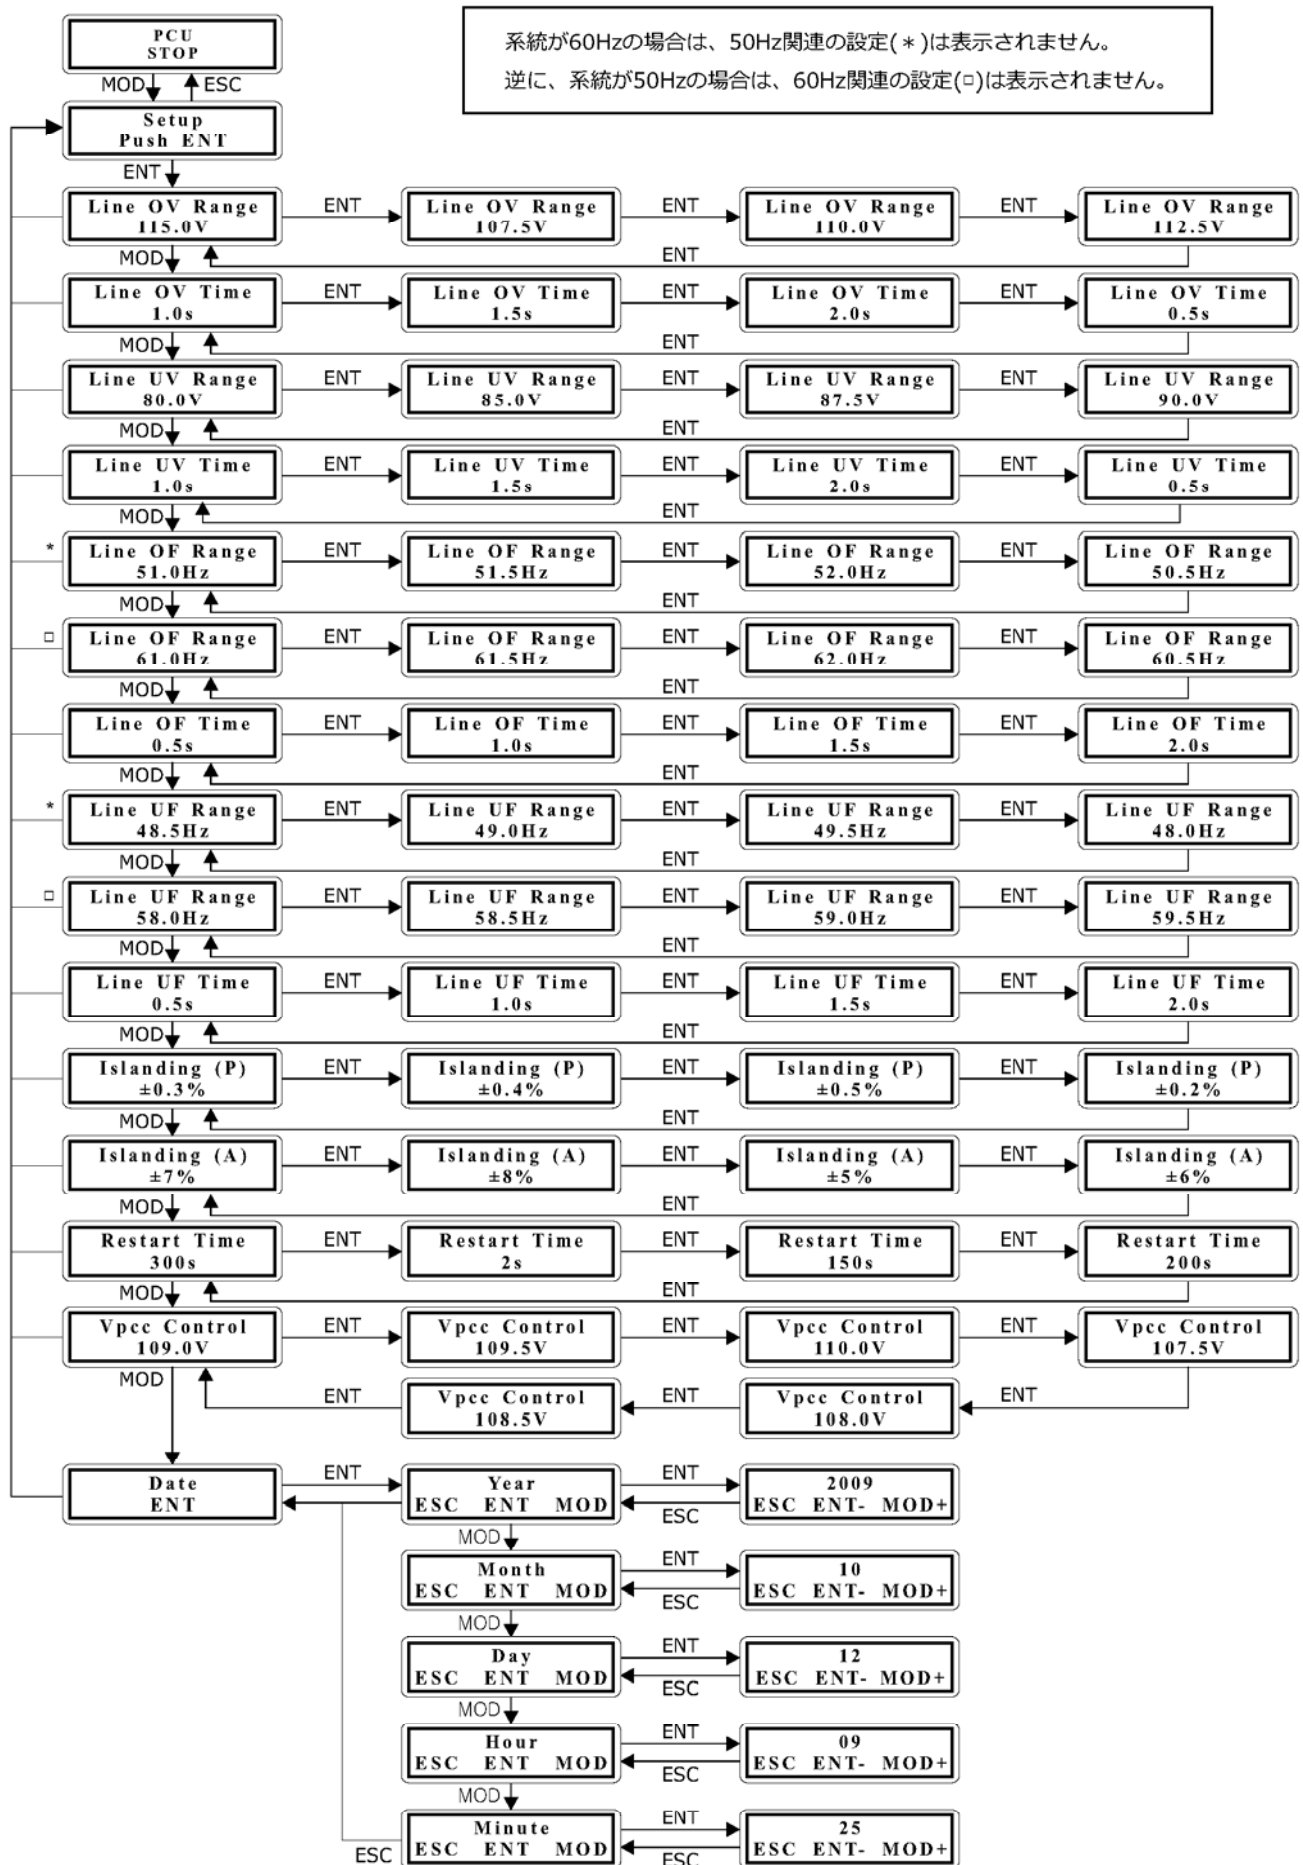 PCU
STOP
系統が60Hzの場合は、50Hz関連の設定(＊)は表示されません。
逆に、系統が50Hzの場合は、60Hz関連の設定(□)は表示されません。
MOD ESC
Setup
Push ENT
ENT
Line OV Range ENT Line OV Range ENT Line OV Range ENT Line OV Range
115.0V 107.5V 110.0V 112.5V
MOD ENT
Line OV Time ENT Line OV Time ENT Line OV Time ENT Line OV Time
1.0s 1.5s 2.0s 0.5s
MOD ENT
Line UV Range ENT Line UV Range ENT Line UV Range ENT Line UV Range
80.0V 85.0V 87.5V 90.0V
MOD ENT
Line UV Time ENT Line UV Time ENT Line UV Time ENT Line UV Time
1.0s 1.5s 2.0s 0.5s
MOD ENT
* Line OF Range ENT Line OF Range ENT Line OF Range ENT Line OF Range
51.0Hz 51.5Hz 52.0Hz 50.5Hz
MOD ENT
□ Line OF Range ENT Line OF Range ENT Line OF Range ENT Line OF Range
61.0Hz 61.5Hz 62.0Hz 60.5Hz
MOD ENT
Line OF Time ENT Line OF Time ENT Line OF Time ENT Line OF Time
0.5s 1.0s 1.5s 2.0s
MOD ENT
* Line UF Range ENT Line UF Range ENT Line UF Range ENT Line UF Range
48.5Hz 49.0Hz 49.5Hz 48.0Hz
MOD ENT
□ Line UF Range ENT Line UF Range ENT Line UF Range ENT Line UF Range
58.0Hz 58.5Hz 59.0Hz 59.5Hz
MOD ENT
Line UF Time ENT Line UF Time ENT Line UF Time ENT Line UF Time
0.5s 1.0s 1.5s 2.0s
MOD ENT
Islanding (P) ENT Islanding (P) ENT Islanding (P) ENT Islanding (P)
±0.3% ±0.4% ±0.5% ±0.2%
MOD ENT
Islanding (A) ENT Islanding (A) ENT Islanding (A) ENT Islanding (A)
±7% ±8% ±5% ±6%
MOD ENT
Restart Time ENT Restart Time ENT Restart Time ENT Restart Time
300s 2s 150s 200s
MOD ENT
Vpcc Control ENT Vpcc Control ENT Vpcc Control ENT Vpcc Control
109.0V 109.5V 110.0V 107.5V
MOD ENT Vpcc Control ENT Vpcc Control ENT
108.5V 108.0V
Date ENT Year ENT 2009
ENT ESC ENT MOD ESC ENT- MOD+
MOD ESC
Month ENT 10
ESC ENT MOD ESC ENT- MOD+
MOD ESC
Day ENT 12
ESC ENT MOD ESC ENT- MOD+
MOD ESC
Hour ENT 09
ESC ENT MOD ESC ENT- MOD+
MOD ESC
Minute ENT 25
ESC ESC ENT MOD ESC ESC ENT- MOD+